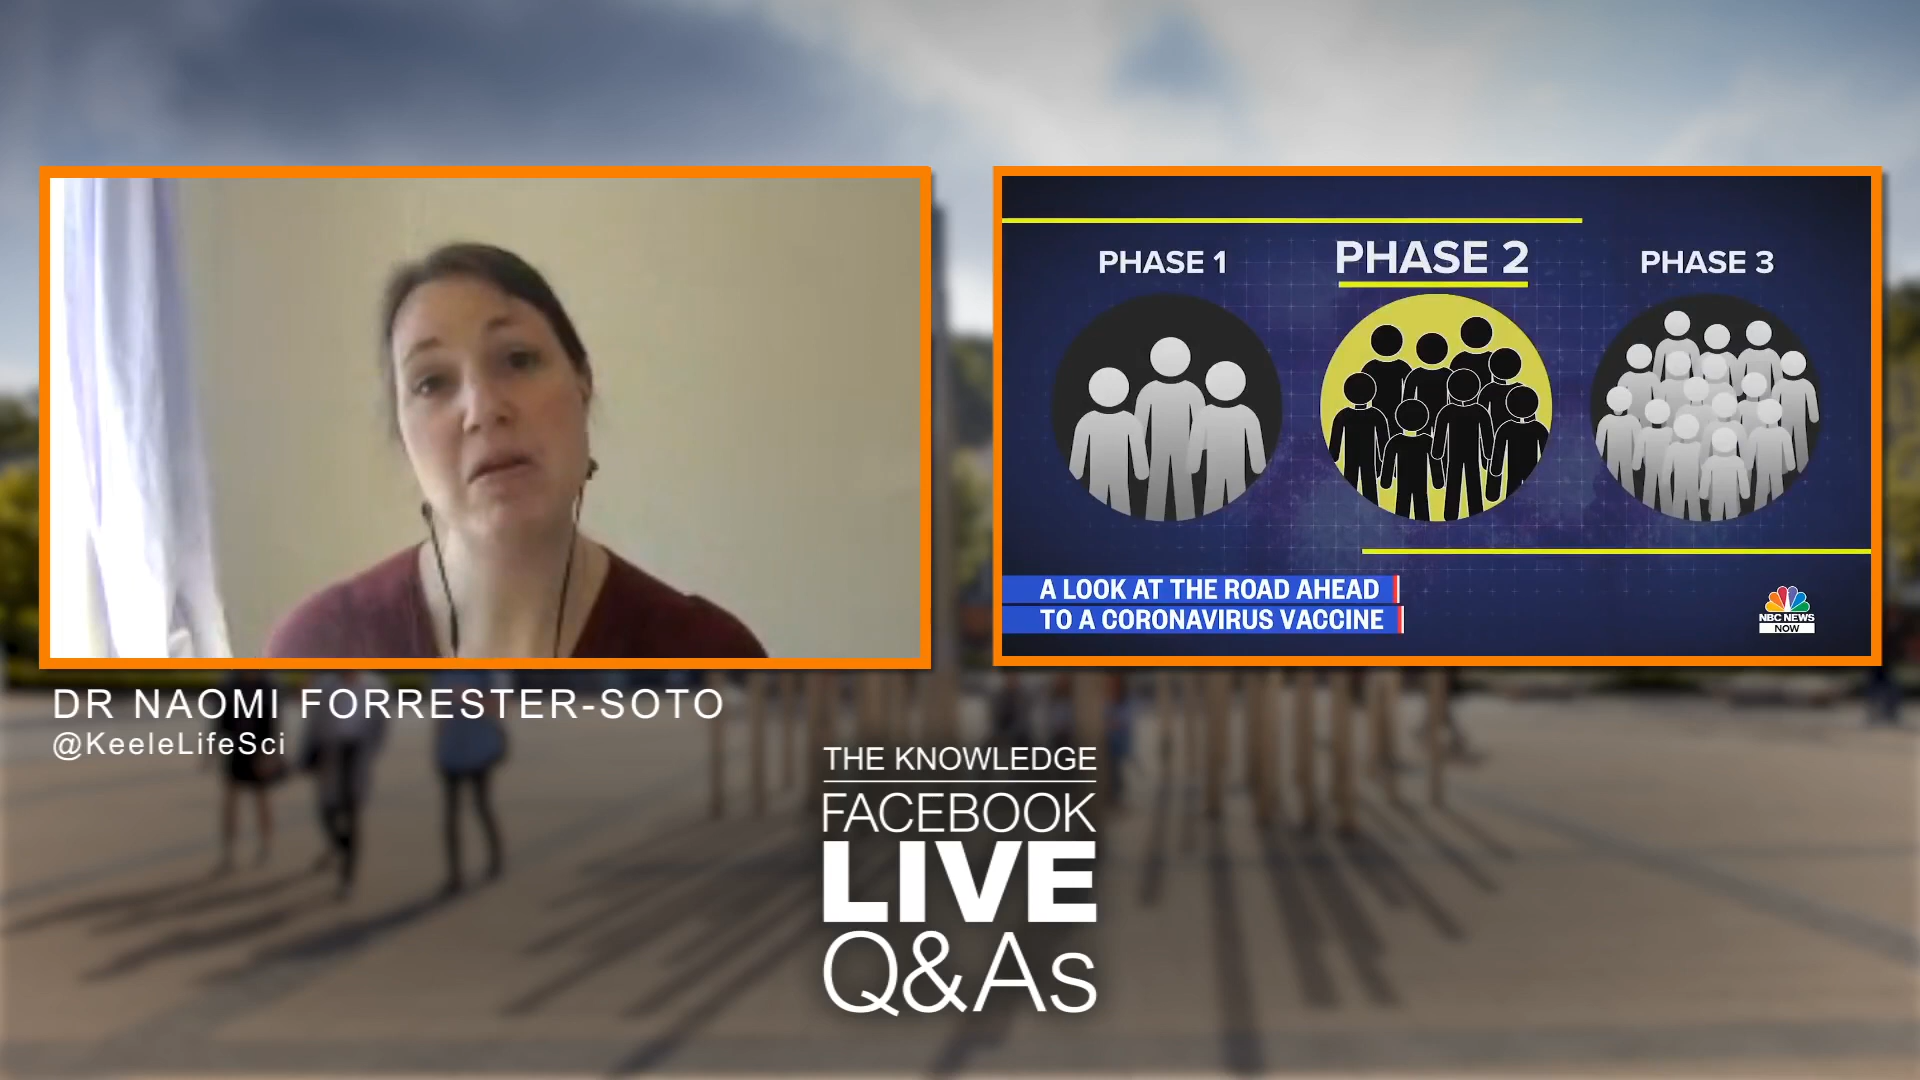 PHASE 1
PHASE 2
PHASE 3
A LOOK AT THE ROAD AHEAD
TO A CORONAVIRUS VACCINE
NBC NEWS
NOW
DR NAOMI FORRESTER-SOTO
@KeeleLifeSci
THE KNOWLEDGE
FACEBOOK
LIVE
Q&As